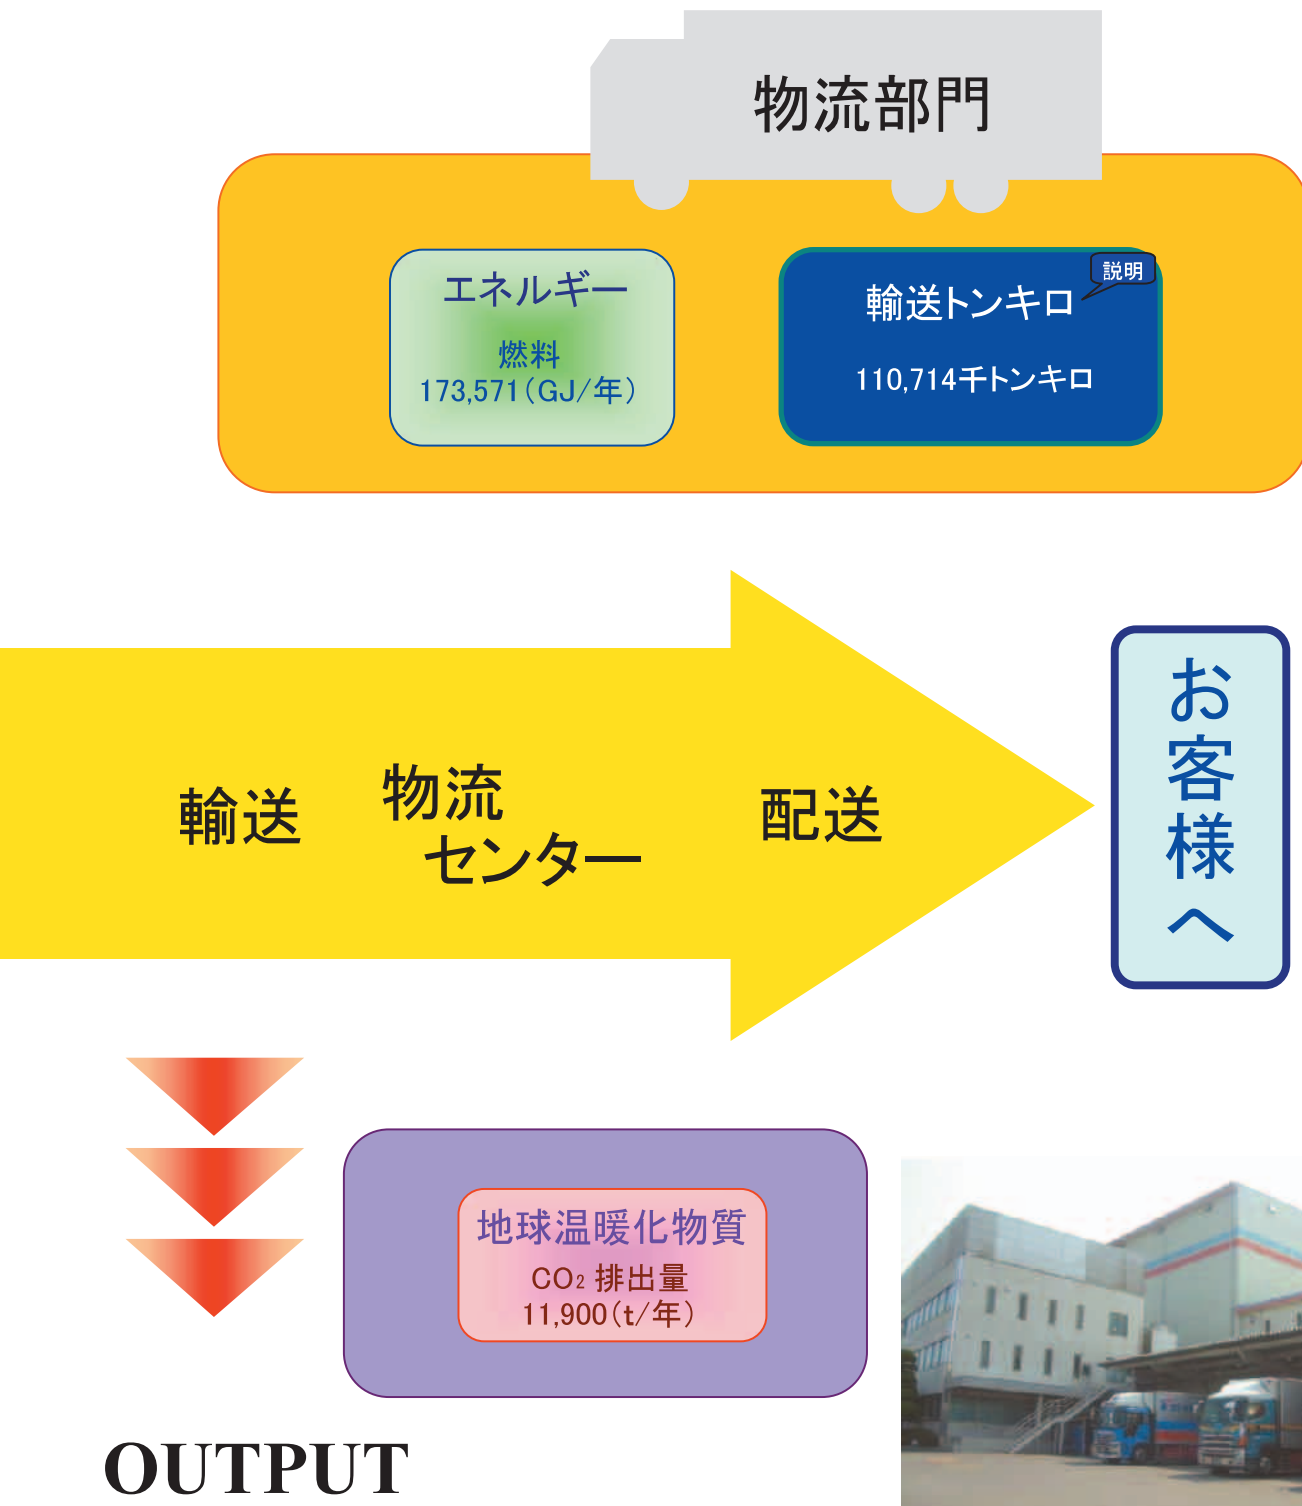 物流部門
エネルギー
燃料
173,571(GJ/年)
説明
輸送トンキロ
110,714千トンキロ
輸送
物流
センター
配送
お客様へ
地球温暖化物質
CO₂ 排出量
11,900(t/年)
OUTPUT